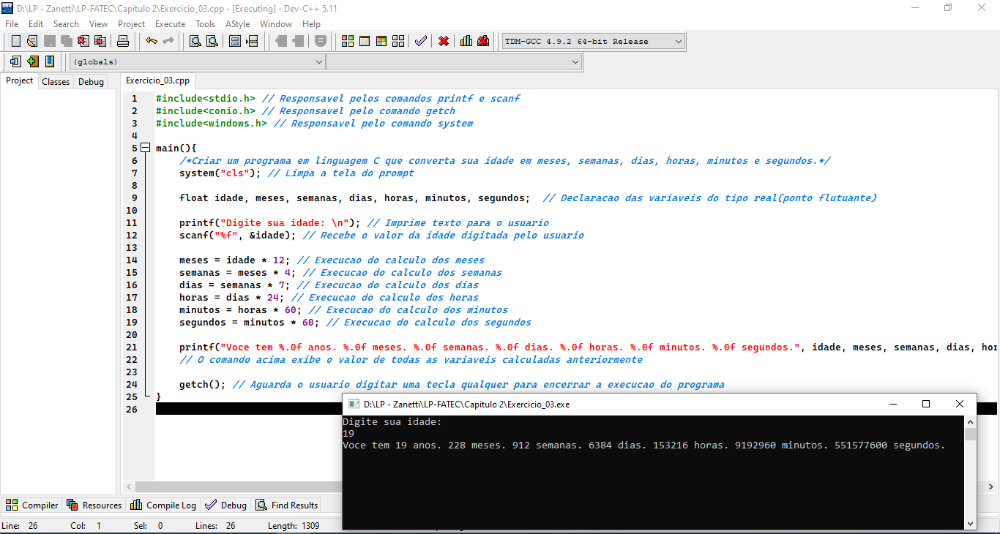 D:\LP - Zanetti\LP-FATEC\Capitulo 2\Exercicio_03.cpp - [Executing] - Dev-C++ 5.11
File Edit Search View Project Execute Tools AStyle Window Help
TDM-GCC 4.9.2 64-bit Release
(globals)
Project Classes Debug Exercicio_03.cpp
1 #include<stdio.h> // Responsavel pelos comandos printf e scanf
2 #include<conio.h> // Responsavel pelo comando getch
3 #include<windows.h> // Responsavel pelo comando system
4
5 main(){
6 /*Criar um programa em linguagem C que converta sua idade em meses, semanas, dias, horas, minutos e segundos.*/
7 system("cls"); // Limpa a tela do prompt
8
9 float idade, meses, semanas, dias, horas, minutos, segundos; // Declaracao das variaveis do tipo real(ponto flutuante)
10
11 printf("Digite sua idade: \n"); // Imprime texto para o usuario
12 scanf("%f", &idade); // Recebe o valor da idade digitada pelo usuario
13
14 meses = idade * 12; // Execucao do calculo dos meses
15 semanas = meses * 4; // Execucao do calculo dos semanas
16 dias = semanas * 7; // Execucao do calculo dos dias
17 horas = dias * 24; // Execucao do calculo dos horas
18 minutos = horas * 60; // Execucao do calculo dos minutos
19 segundos = minutos * 60; // Execucao do calculo dos segundos
20
21 printf("Voce tem %.0f anos. %.0f meses. %.0f semanas. %.0f dias. %.0f horas. %.0f minutos. %.0f segundos.", idade, meses, semanas, dias, hor
22 // O comando acima exibe o valor de todas as variaveis calculadas anteriormente
23
24 getch(); // Aguarda o usuario digitar uma tecla qualquer para encerrar a execucao do programa
25 }
26
D:\LP - Zanetti\LP-FATEC\Capitulo 2\Exercicio_03.exe
Digite sua idade:
19
Voce tem 19 anos. 228 meses. 912 semanas. 6384 dias. 153216 horas. 9192960 minutos. 551577600 segundos.
Compiler Resources Compile Log Debug Find Results
Line: 26 Col: 1 Sel: 0 Lines: 26 Length: 1309